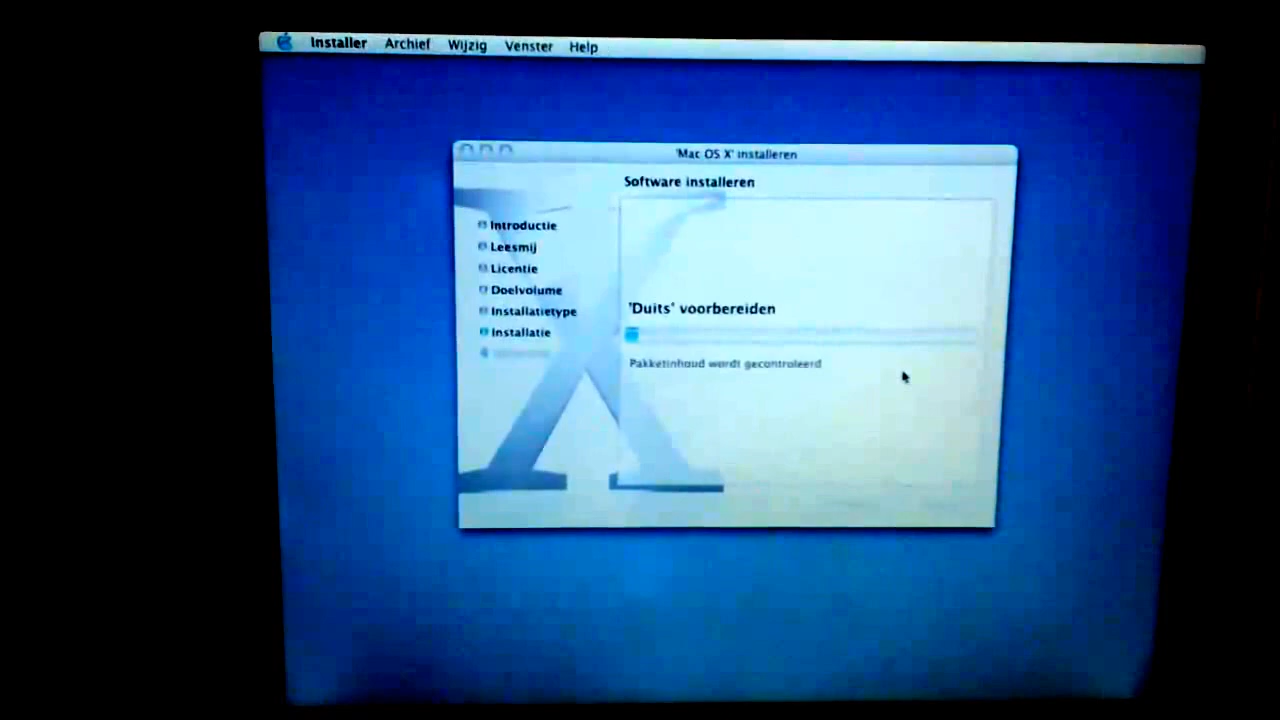 Installer Archief Wijzig Venster Help
'Mac OS X' installeren
Software installeren
Introductie
Leesmij
Licentie
Doelvolume
Installatietype
Installatie
'Duits' voorbereiden
Pakketinhoud wordt gecontroleerd